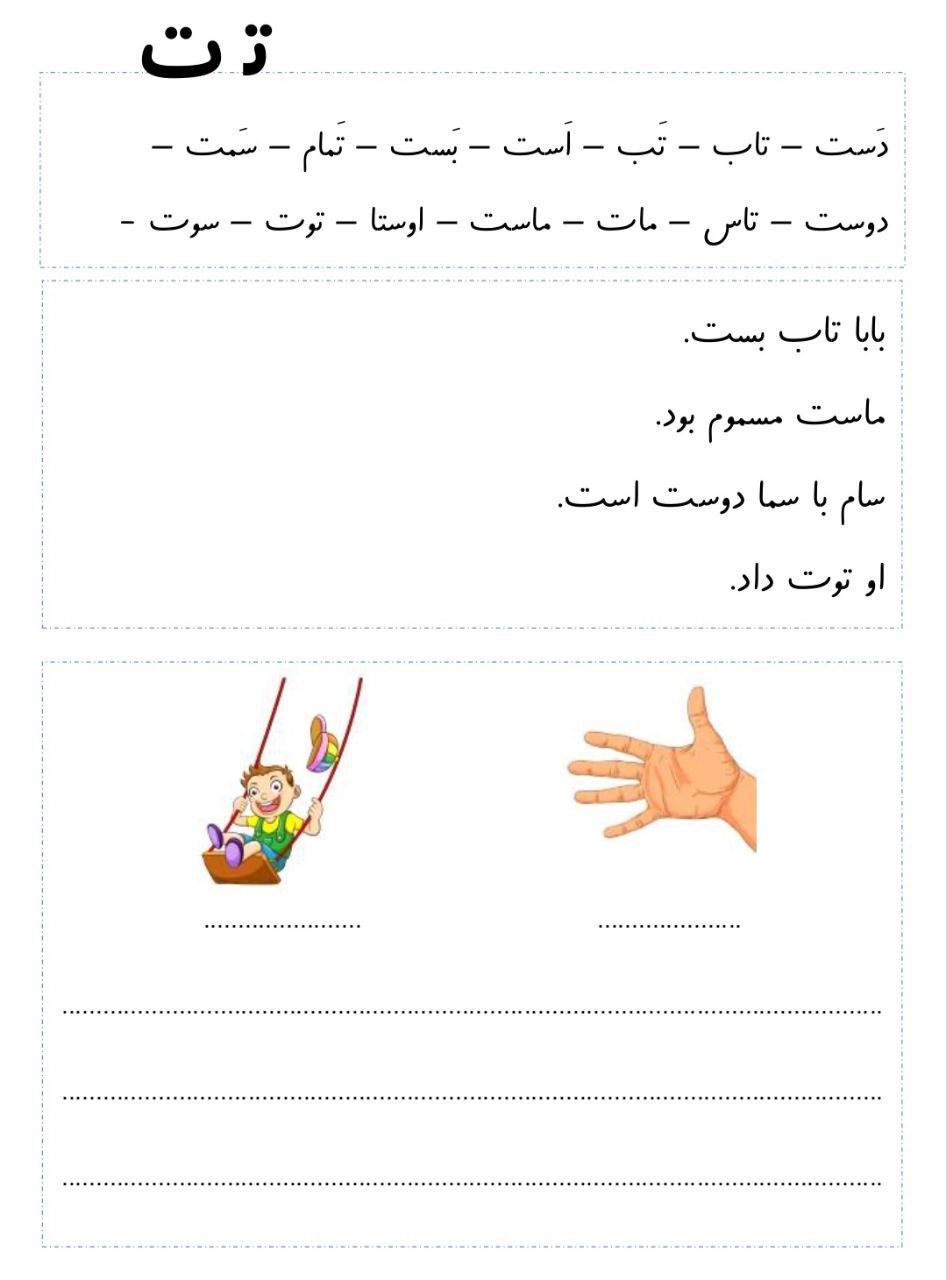 تـ ت
دَست – تاب – تَب – اَست – بَست – تَمام – سَمت –
دوست – تاس – مات – ماست – اوستا – توت – سوت -
بابا تاب بست.
ماست مسموم بود.
سام با سما دوست است.
او توت داد.